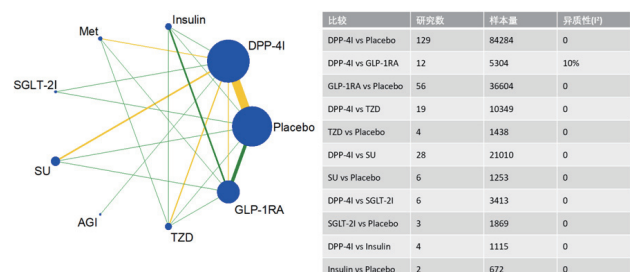 Insulin
Met
DPP-4I
SGLT-2I
Placebo
SU
GLP-1RA
AGI
TZD
比较 研究数 样本量 异质性(I²)
DPP-4I vs Placebo 129 84284 0
DPP-4I vs GLP-1RA 12 5304 10%
GLP-1RA vs Placebo 56 36604 0
DPP-4I vs TZD 19 10349 0
TZD vs Placebo 4 1438 0
DPP-4I vs SU 28 21010 0
SU vs Placebo 6 1253 0
DPP-4I vs SGLT-2I 6 3413 0
SGLT-2I vs Placebo 3 1869 0
DPP-4I vs Insulin 4 1115 0
Insulin vs Placebo 2 672 0